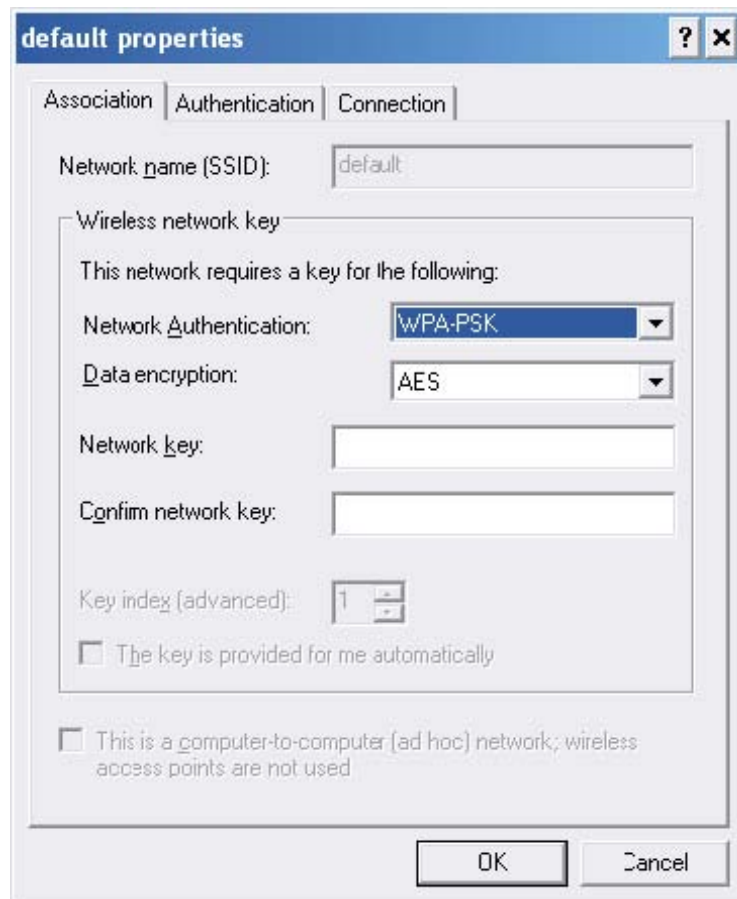 default properties
Association Authentication Connection
Network name (SSID): default
Wireless network key
This network requires a key for the following:
Network Authentication: WPA-PSK
Data encryption: AES
Network key:
Confirm network key:
Key index (advanced): 1
The key is provided for me automatically
This is a computer-to-computer (ad hoc) network; wireless
access points are not used
OK Cancel